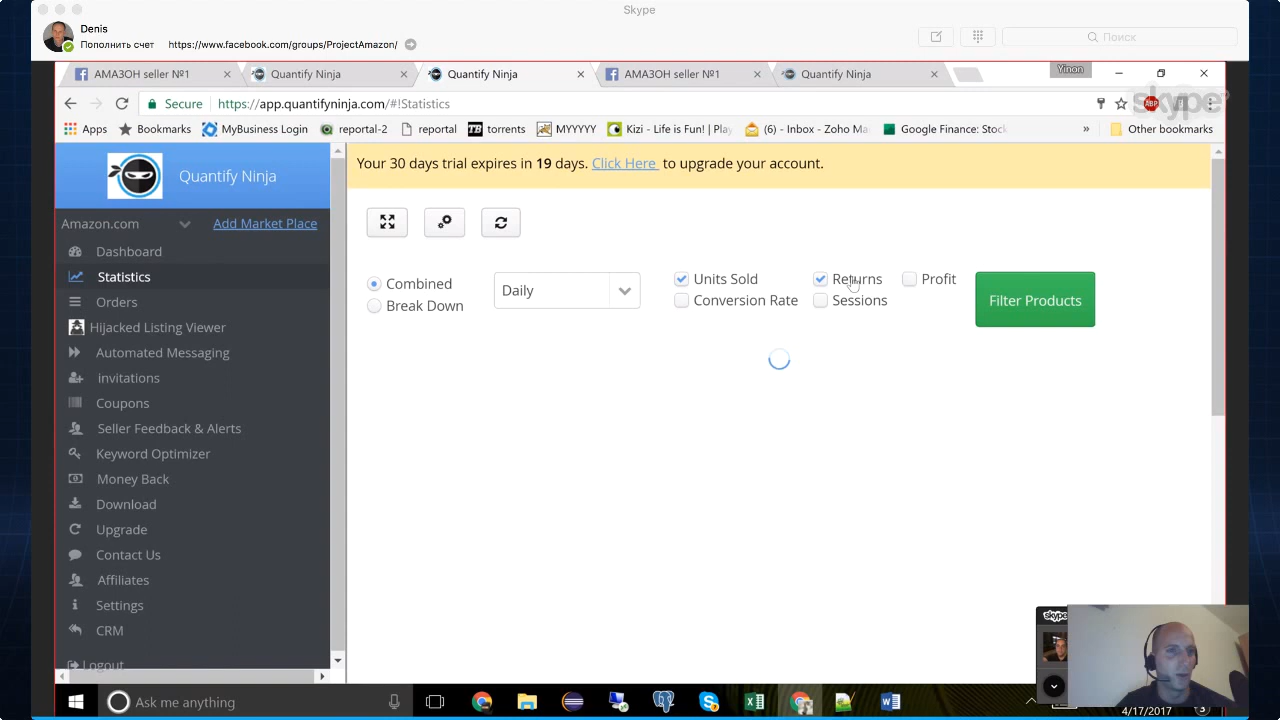 Skype
Denis
Пополнить счет https://www.facebook.com/groups/ProjectAmazon/
Поиск
АМАЗОН seller №1 Quantify Ninja Quantify Ninja АМАЗОН seller №1 Quantify Ninja
Yinon
Secure https://app.quantifyninja.com/#!Statistics
skype
ABP
Apps Bookmarks MyBusiness Login reportal-2 reportal torrents MYYYYY Kizi - Life is Fun! | Play (6) - Inbox - Zoho Ma Google Finance: Stock » Other bookmarks
Quantify Ninja
Your 30 days trial expires in 19 days. Click Here to upgrade your account.
Amazon.com Add Market Place
Dashboard
Statistics
Orders
Hijacked Listing Viewer
Automated Messaging
invitations
Coupons
Seller Feedback & Alerts
Keyword Optimizer
Money Back
Download
Upgrade
Contact Us
Affiliates
Settings
CRM
Logout
Combined
Break Down
Daily
Units Sold Returns Profit
Conversion Rate Sessions
Filter Products
skype
Ask me anything
4/17/2017